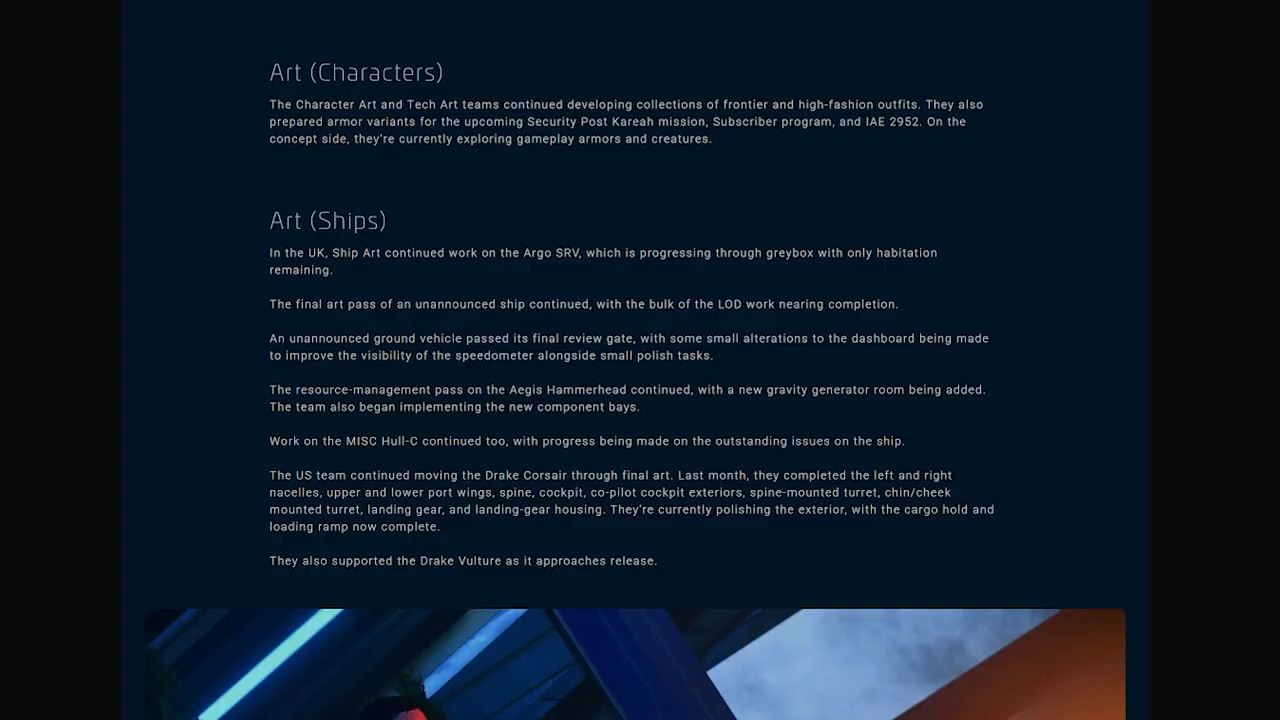 Art (Characters)
The Character Art and Tech Art teams continued developing collections of frontier and high-fashion outfits. They also
prepared armor variants for the upcoming Security Post Kareah mission, Subscriber program, and IAE 2952. On the
concept side, they're currently exploring gameplay armors and creatures.
Art (Ships)
In the UK, Ship Art continued work on the Argo SRV, which is progressing through greybox with only habitation
remaining.
The final art pass of an unannounced ship continued, with the bulk of the LOD work nearing completion.
An unannounced ground vehicle passed its final review gate, with some small alterations to the dashboard being made
to improve the visibility of the speedometer alongside small polish tasks.
The resource-management pass on the Aegis Hammerhead continued, with a new gravity generator room being added.
The team also began implementing the new component bays.
Work on the MISC Hull-C continued too, with progress being made on the outstanding issues on the ship.
The US team continued moving the Drake Corsair through final art. Last month, they completed the left and right
nacelles, upper and lower port wings, spine, cockpit, co-pilot cockpit exteriors, spine-mounted turret, chin/cheek
mounted turret, landing gear, and landing-gear housing. They're currently polishing the exterior, with the cargo hold and
loading ramp now complete.
They also supported the Drake Vulture as it approaches release.